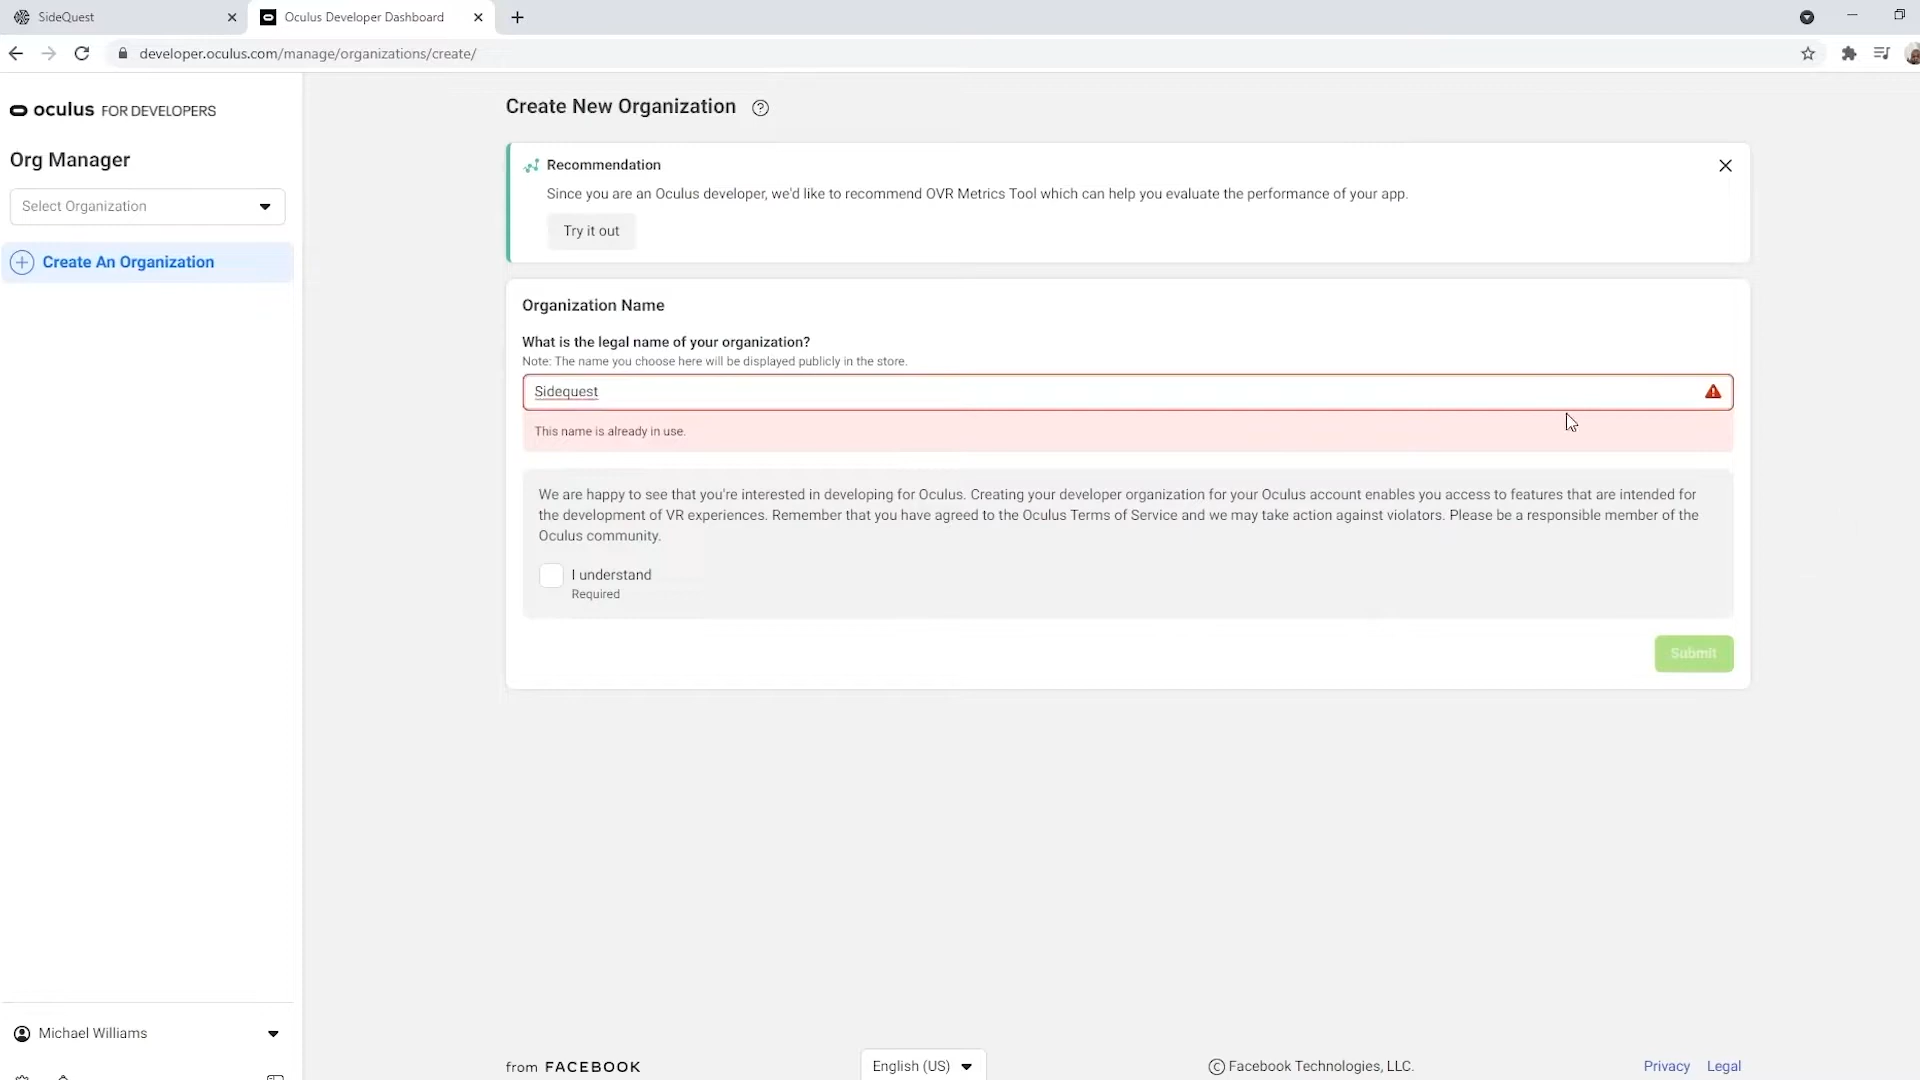 SideQuest
Oculus Developer Dashboard
developer.oculus.com/manage/organizations/create/
oculus FOR DEVELOPERS
Org Manager
Select Organization
Create An Organization
Create New Organization
Recommendation
Since you are an Oculus developer, we'd like to recommend OVR Metrics Tool which can help you evaluate the performance of your app.
Try it out
Organization Name
What is the legal name of your organization?
Note: The name you choose here will be displayed publicly in the store.
Sidequest
This name is already in use.
We are happy to see that you're interested in developing for Oculus. Creating your developer organization for your Oculus account enables you access to features that are intended for
the development of VR experiences. Remember that you have agreed to the Oculus Terms of Service and we may take action against violators. Please be a responsible member of the
Oculus community.
I understand
Required
Submit
Michael Williams
from FACEBOOK
English (US)
© Facebook Technologies, LLC.
Privacy
Legal